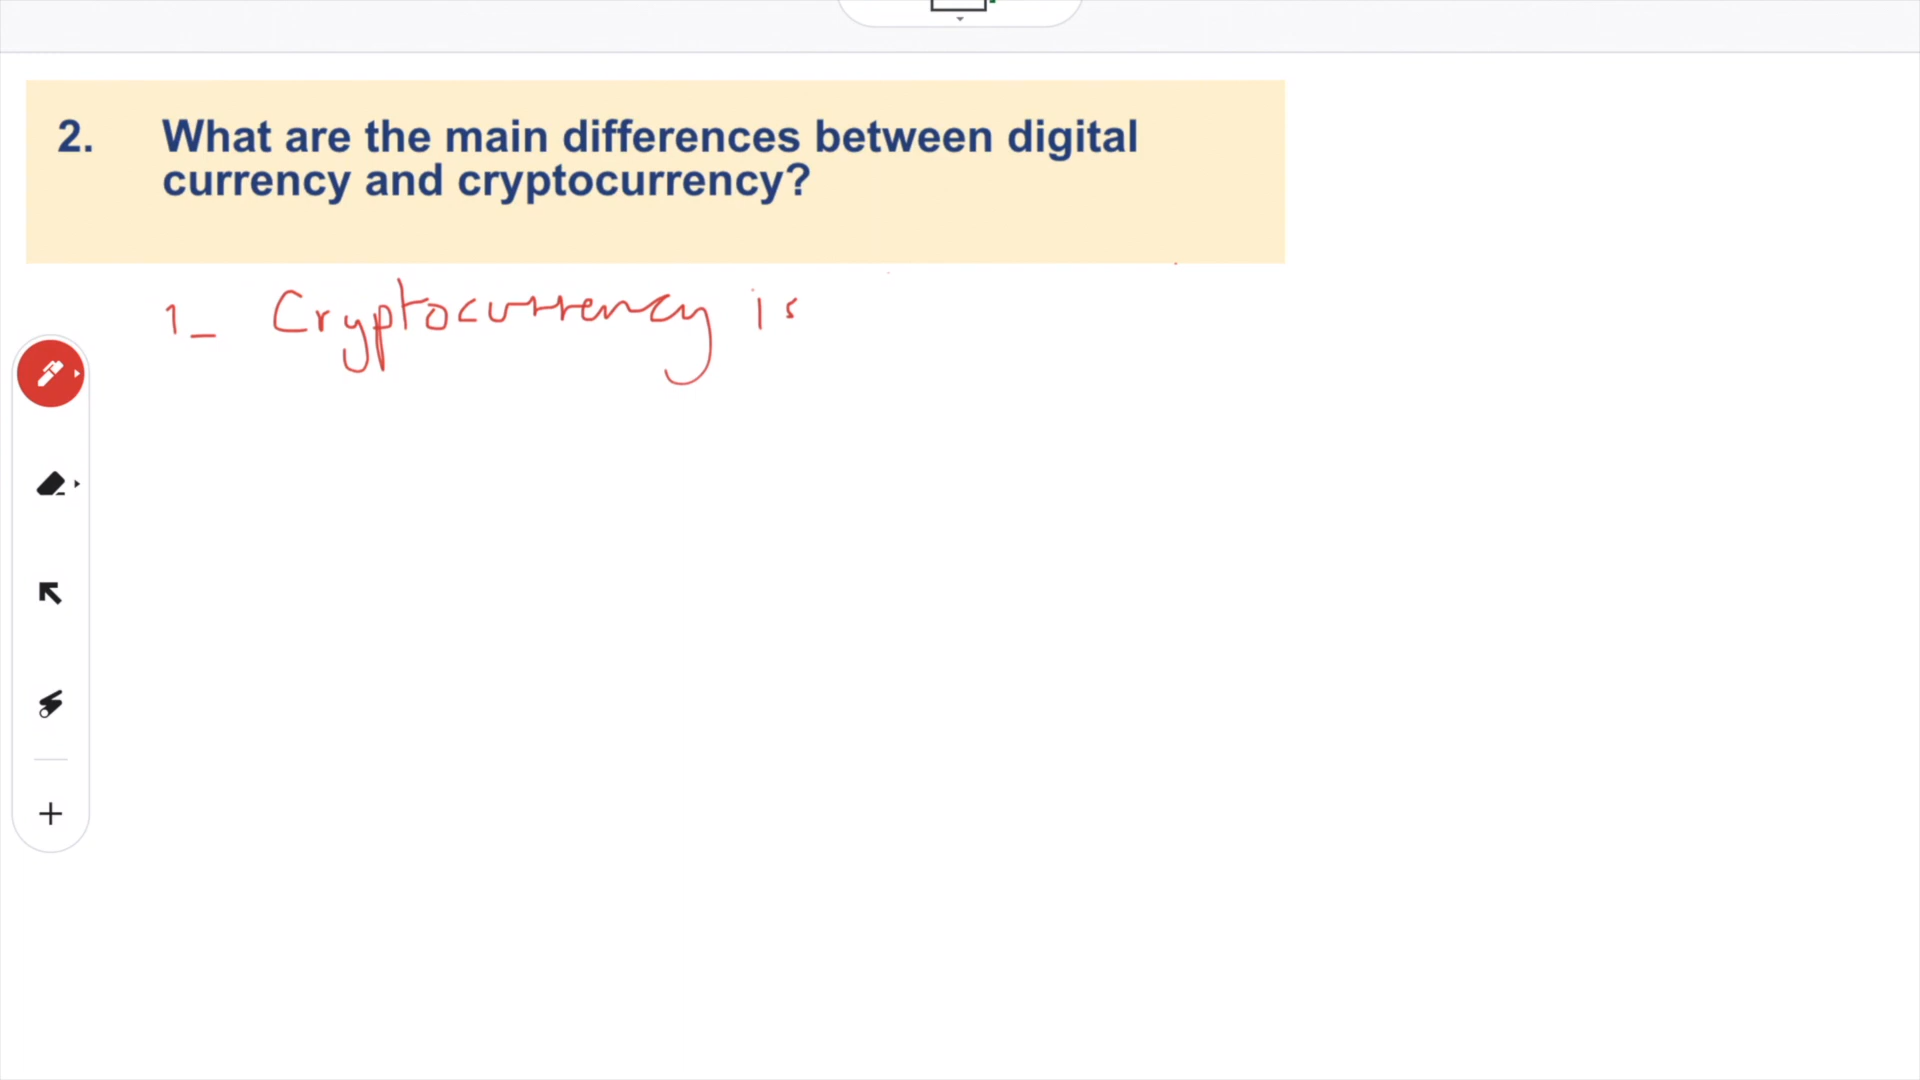 2. What are the main differences between digital
currency and cryptocurrency?
1_ Cryptocurrency is